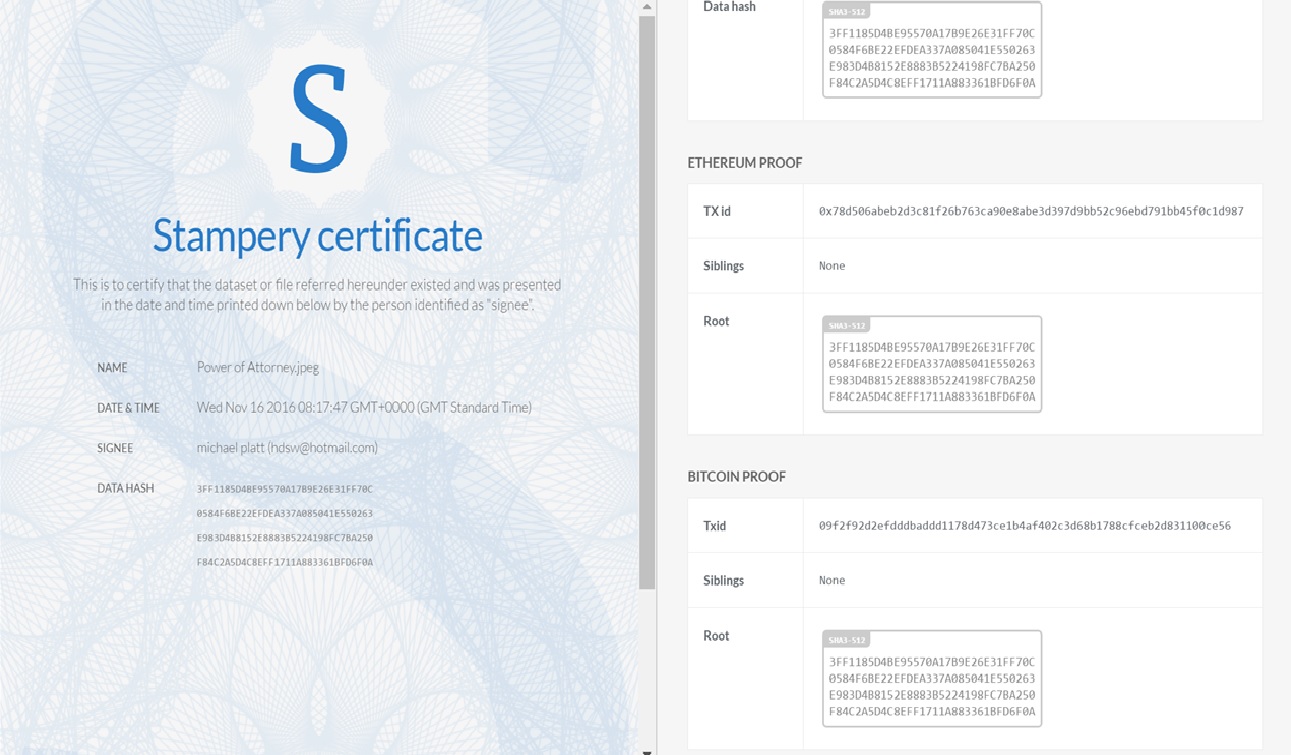 S
Stampery certificate
This is to certify that the dataset or file referred hereunder existed and was presented
in the date and time printed down below by the person identified as "signee".
NAME Power of Attorney.jpeg
DATE & TIME Wed Nov 16 2016 08:17:47 GMT+0000 (GMT Standard Time)
SIGNEE michael platt (hdsw@hotmail.com)
DATA HASH 3FF1185D4BE95570A17B9E26E31FF70C
0584F6BE22EFDEA337A085041E550263
E983D4B8152E8883B5224198FC7BA250
F84C2A5D4C8EFF1711A883361BFD6F0A
Data hash SHA3-512
3FF1185D4BE95570A17B9E26E31FF70C
0584F6BE22EFDEA337A085041E550263
E983D4B8152E8883B5224198FC7BA250
F84C2A5D4C8EFF1711A883361BFD6F0A
ETHEREUM PROOF
TX id 0x78d506abeb2d3c81f26b763ca90e8abe3d397d9bb52c96ebd791bb45f0c1d987
Siblings None
Root SHA3-512
3FF1185D4BE95570A17B9E26E31FF70C
0584F6BE22EFDEA337A085041E550263
E983D4B8152E8883B5224198FC7BA250
F84C2A5D4C8EFF1711A883361BFD6F0A
BITCOIN PROOF
Txid 09f2f92d2efdddbaddd1178d473ce1b4af402c3d68b1788cfceb2d831100ce56
Siblings None
Root SHA3-512
3FF1185D4BE95570A17B9E26E31FF70C
0584F6BE22EFDEA337A085041E550263
E983D4B8152E8883B5224198FC7BA250
F84C2A5D4C8EFF1711A883361BFD6F0A